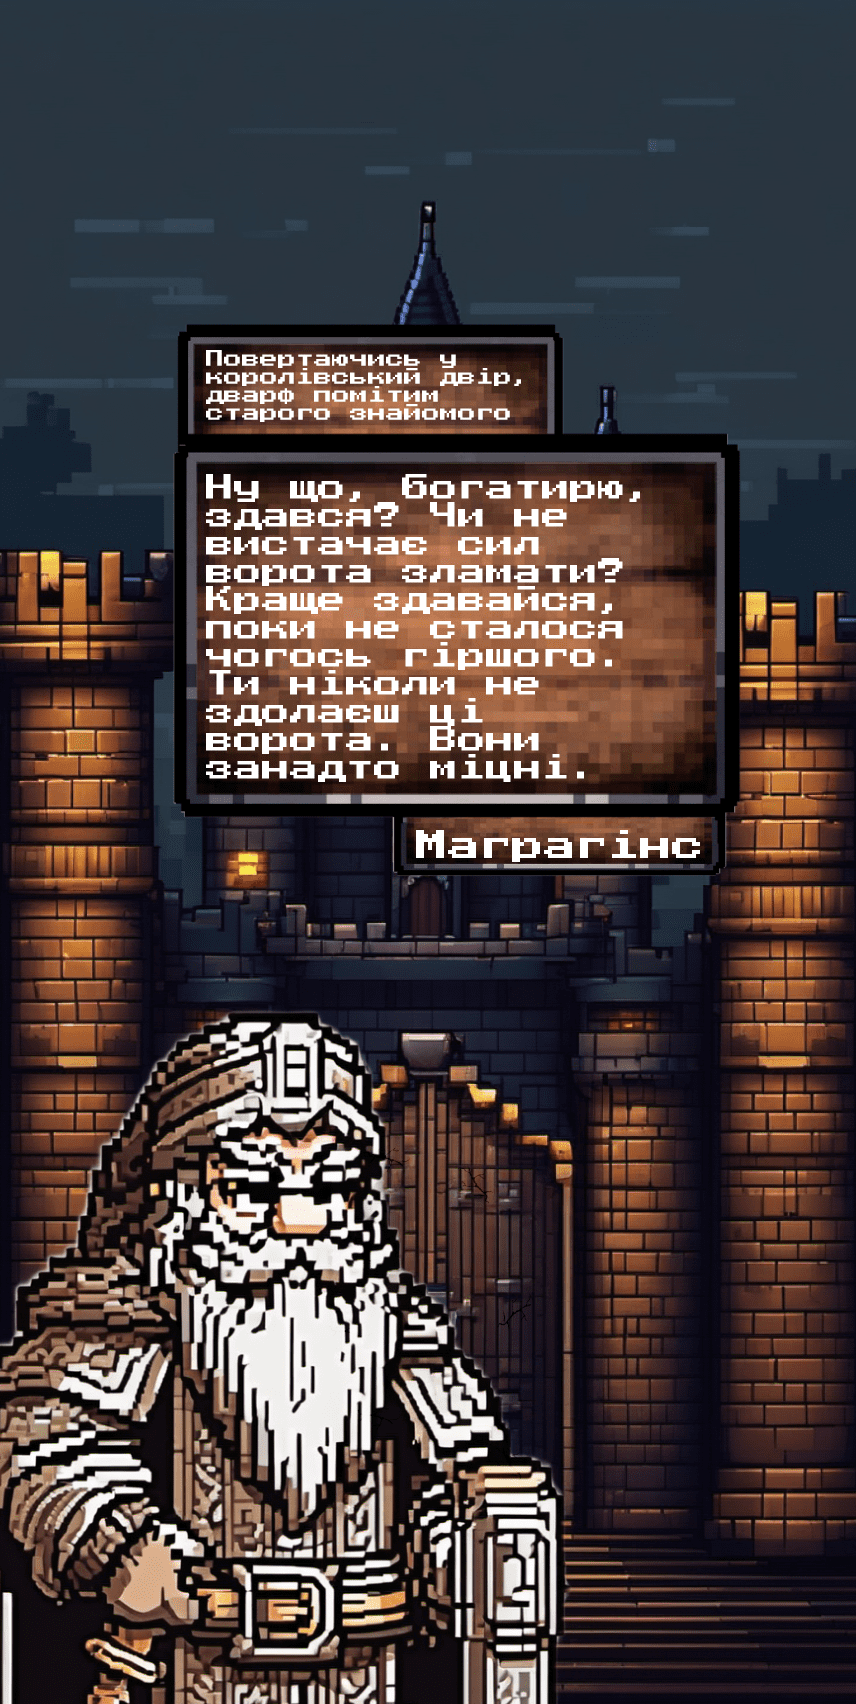 Повертаючись у
королівський двір,
дварф помітим
старого знайомого
Ну що, богатирю,
здався? Чи не
вистачає сил
ворота зламати?
Краще здавайся,
поки не сталося
чогось гіршого.
Ти ніколи не
здолаєш ці
ворота. Вони
занадто міцні.
Маграгінс